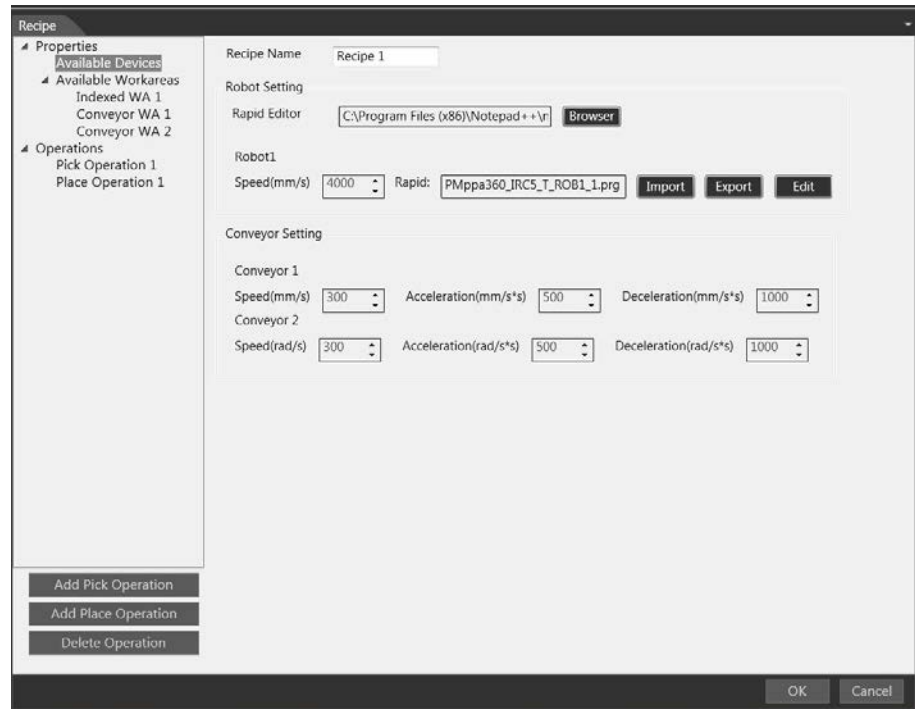 Recipe
Properties
Available Devices
Available Workareas
Indexed WA 1
Conveyor WA 1
Conveyor WA 2
Operations
Pick Operation 1
Place Operation 1
Add Pick Operation
Add Place Operation
Delete Operation
Recipe Name Recipe 1
Robot Setting
Rapid Editor C:\Program Files (x86)\Notepad++\n Browser
Robot1
Speed(mm/s) 4000 Rapid: PMppa360_IRC5_T_ROB1_1.prg Import Export Edit
Conveyor Setting
Conveyor 1
Speed(mm/s) 300 Acceleration(mm/s*s) 500 Deceleration(mm/s*s) 1000
Conveyor 2
Speed(rad/s) 300 Acceleration(rad/s*s) 500 Deceleration(rad/s*s) 1000
OK Cancel